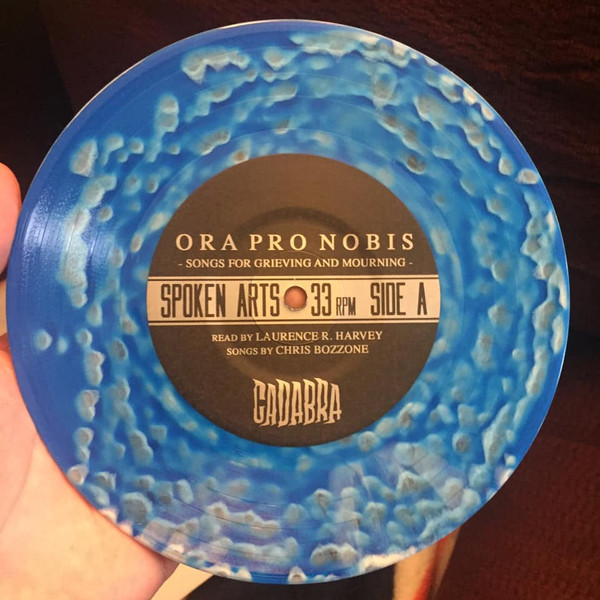 ORA PRO NOBIS
- SONGS FOR GRIEVING AND MOURNING -
SPOKEN ARTS 33 RPM SIDE A
READ BY LAURENCE R. HARVEY
SONGS BY CHRIS BOZZONE
CADABRA